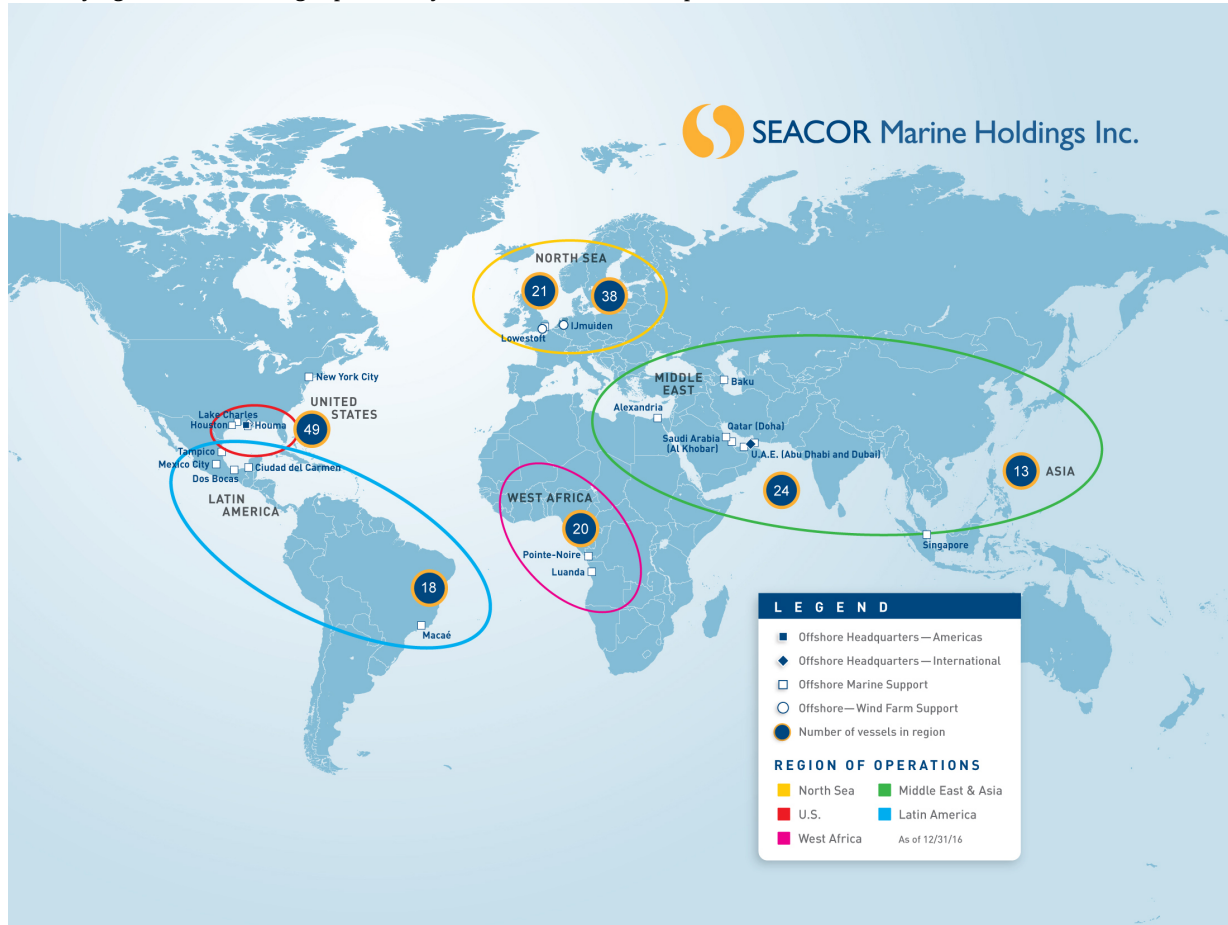 SEACOR Marine Holdings Inc.
NORTH SEA
21
38
IJmuiden
Lowestoft
New York City
UNITED
STATES
49
Lake Charles
Houston
Houma
Tampico
Mexico City
Ciudad del Carmen
Dos Bocas
LATIN
AMERICA
18
Macaé
WEST AFRICA
20
Pointe-Noire
Luanda
MIDDLE
EAST
Baku
Alexandria
Qatar (Doha)
Saudi Arabia
(Al Khobar)
U.A.E. (Abu Dhabi and Dubai)
24
13
ASIA
Singapore
LEGEND
Offshore Headquarters—Americas
Offshore Headquarters—International
Offshore Marine Support
Offshore—Wind Farm Support
Number of vessels in region
REGION OF OPERATIONS
North Sea
Middle East & Asia
U.S.
Latin America
West Africa
As of 12/31/16